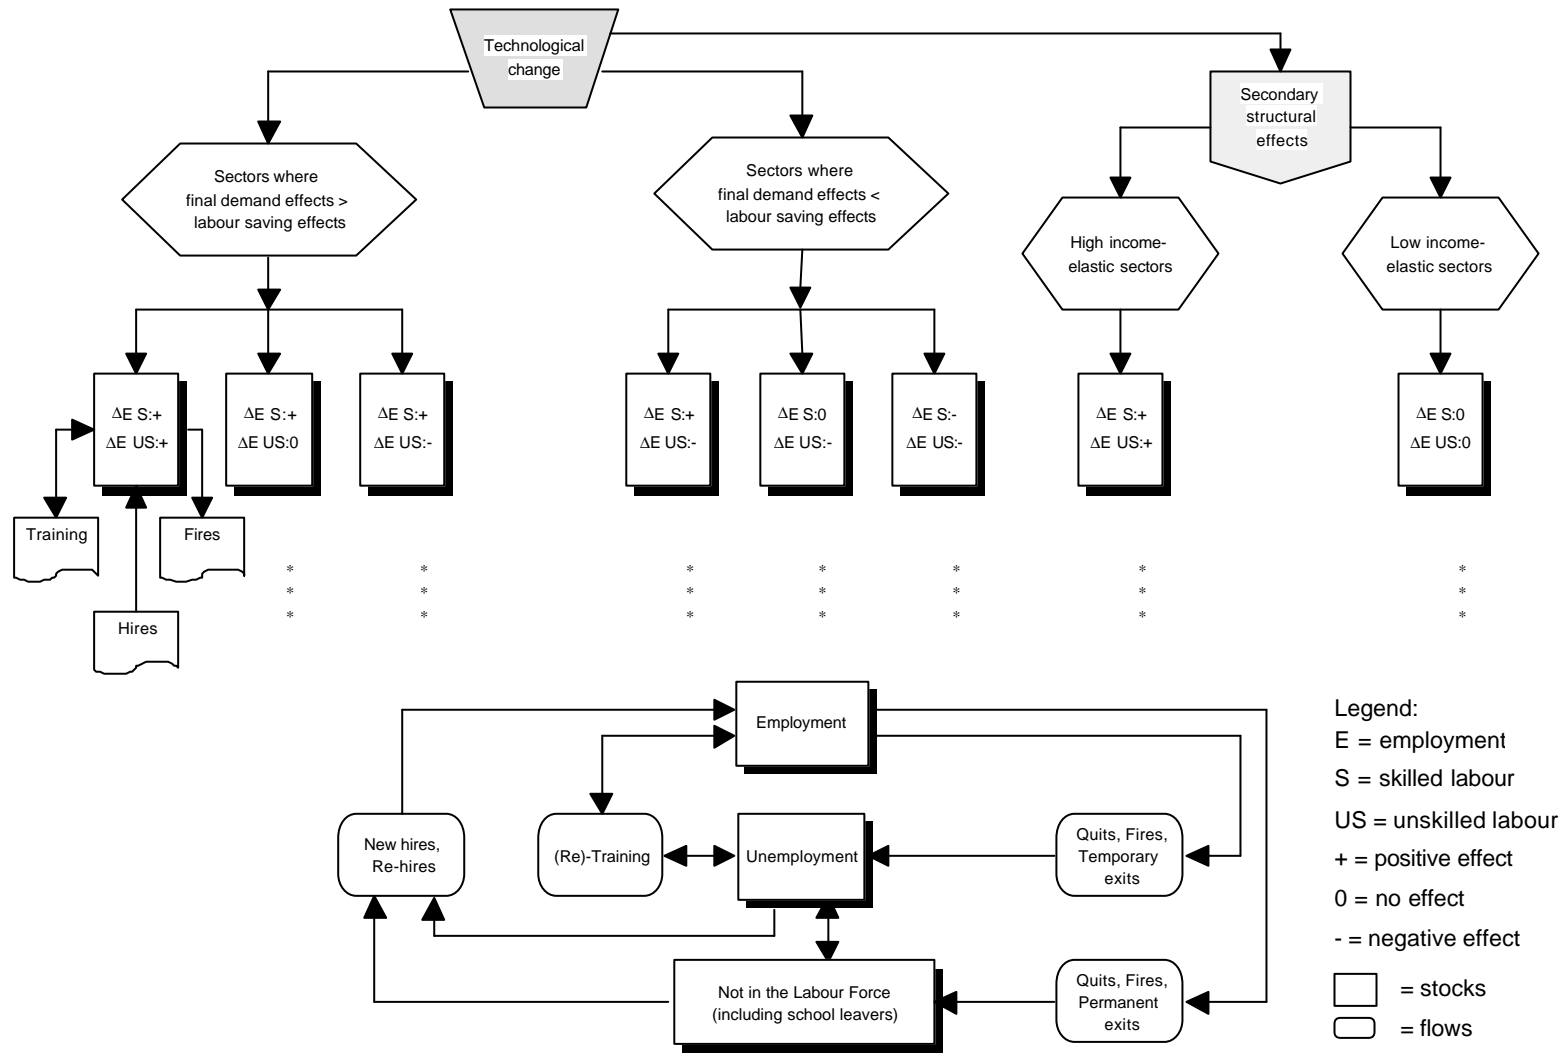 Technological
change
Secondary
structural
effects
Sectors where
final demand effects >
labour saving effects
Sectors where
final demand effects <
labour saving effects
High income-
elastic sectors
Low income-
elastic sectors
ΔE S:+
ΔE US:+
ΔE S:+
ΔE US:0
ΔE S:+
ΔE US:-
ΔE S:+
ΔE US:-
ΔE S:0
ΔE US:-
ΔE S:-
ΔE US:-
ΔE S:+
ΔE US:+
ΔE S:0
ΔE US:0
Training
Fires
Hires
* * * * * * *
* * * * * * *
* * * * * * *
Employment
New hires,
Re-hires
(Re)-Training
Unemployment
Quits, Fires,
Temporary
exits
Not in the Labour Force
(including school leavers)
Quits, Fires,
Permanent
exits
Legend:
E = employment
S = skilled labour
US = unskilled labour
+ = positive effect
0 = no effect
- = negative effect
= stocks
= flows